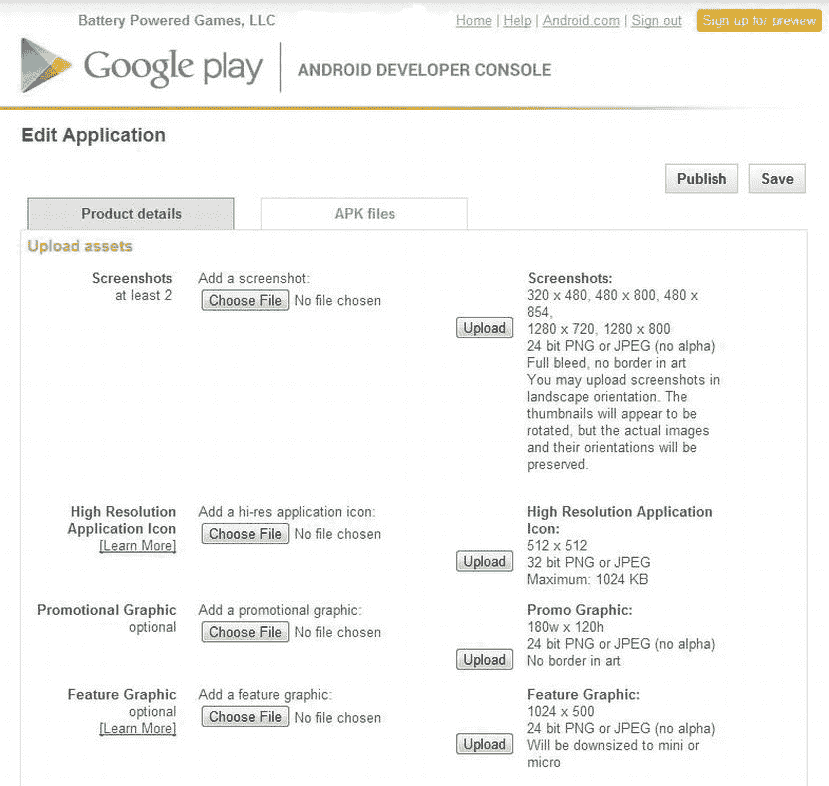 Battery Powered Games, LLC
Home | Help | Android.com | Sign out
Sign up for preview
Google play
ANDROID DEVELOPER CONSOLE
Edit Application
Publish
Save
Product details
APK files
Upload assets
Screenshots
at least 2
Add a screenshot:
Choose File No file chosen
Upload
Screenshots:
320 x 480, 480 x 800, 480 x
854,
1280 x 720, 1280 x 800
24 bit PNG or JPEG (no alpha)
Full bleed, no border in art
You may upload screenshots in
landscape orientation. The
thumbnails will appear to be
rotated, but the actual images
and their orientations will be
preserved.
High Resolution
Application Icon
[Learn More]
Add a hi-res application icon:
Choose File No file chosen
Upload
High Resolution Application
Icon:
512 x 512
32 bit PNG or JPEG
Maximum: 1024 KB
Promotional Graphic
optional
Add a promotional graphic:
Choose File No file chosen
Upload
Promo Graphic:
180w x 120h
24 bit PNG or JPEG (no alpha)
No border in art
Feature Graphic
optional
[Learn More]
Add a feature graphic:
Choose File No file chosen
Upload
Feature Graphic:
1024 x 500
24 bit PNG or JPEG (no alpha)
Will be downsized to mini or
micro